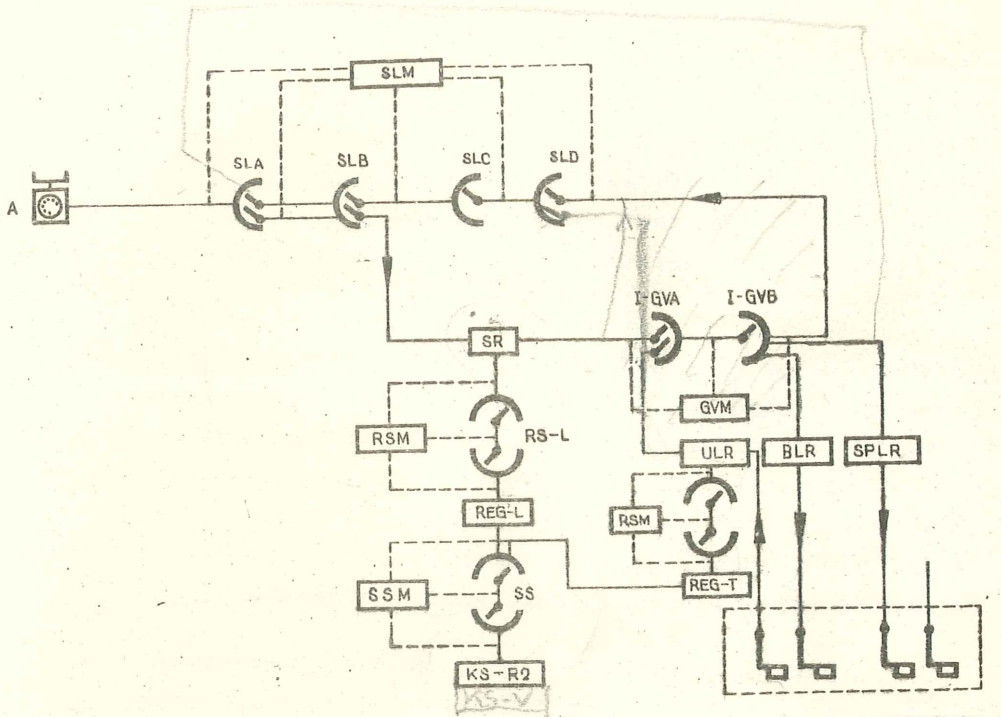 SLM
SLA
SLB
SLC
SLD
A
I-GVA
I-GVB
SR
GVM
RSM
RS-L
ULR
BLR
SPLR
REG-L
RSM
REG-T
SSM
SS
KS-R2
KS-V